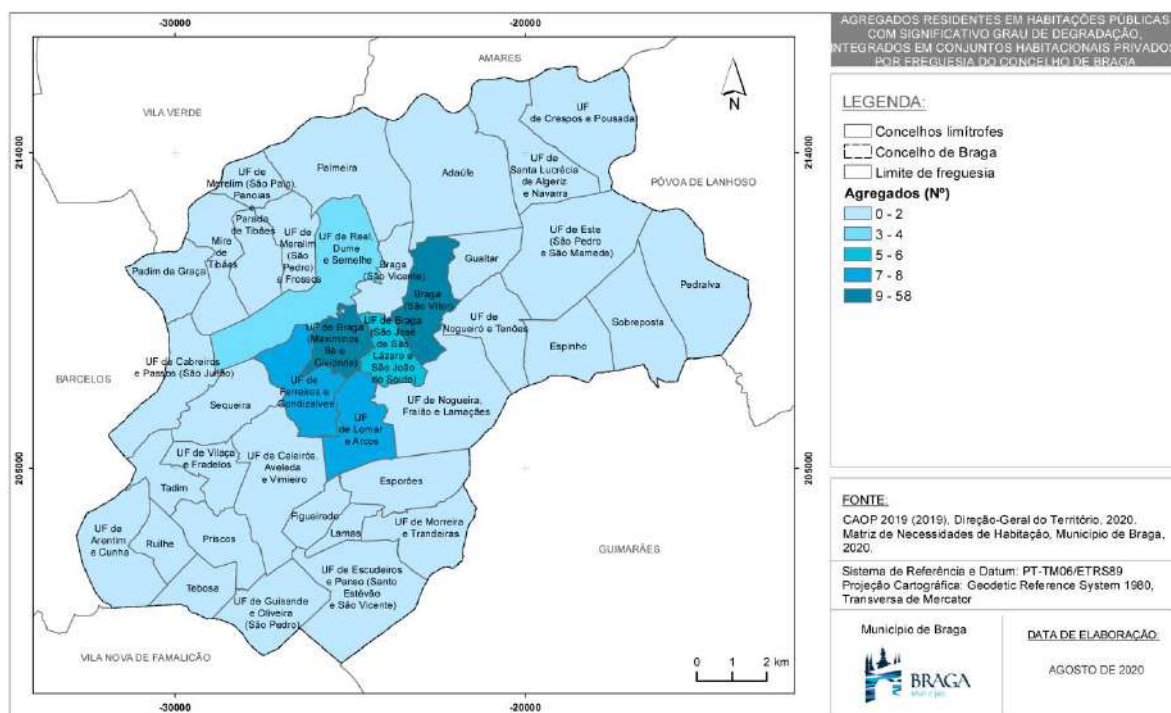 -30000
-20000
AGREGADOS RESIDENTES EM HABITAÇÕES PÚBLICAS
COM SIGNIFICATIVO GRAU DE DEGRADAÇÃO,
INTEGRADOS EM CONJUNTOS HABITACIONAIS PRIVADOS
POR FREGUESIA DO CONCELHO DE BRAGA
AMARES
VILA VERDE
N
214000
214000
UF
de Crespos e Pousada
Palmeira
Adaúfe
UF de
Santa Lucrécia
de Algeriz
e Navarra
PÓVOA DE LANHOSO
UF de
Merelim (São Paio),
Panoias
e
Parada
de Tibães
Mire
de
Tibães
UF de
Merelim
(São
Pedro)
e Frossos
UF de Real,
Dume
e Semelhe
Braga
(São Vicente)
Gualtar
UF de Este (São
Pedro
e São Mamede)
Padim da Graça
Pedralva
Braga
(São Vítor)
UF de Braga
(Maximinos,
Sé e
Cividade)
UF de Braga
(São José
de São
Lázaro e
São João
do Souto)
UF de
Nogueiró e Tenões
Sobreposta
Espinho
UF de Cabreiros
e Passos (São Julião)
BARCELOS
UF de
Ferreiros e
Gondizalves
Sequeira
UF de Nogueira,
Fraião e Lamaçães
UF
de Lomar
e Arcos
UF de Vilaça
e Fradelos
UF de Celeirós,
Aveleda
e Vimieiro
205000
205000
Tadim
Esporões
Figueiredo
UF de
Arentim
e Cunha
Ruilhe
Priscos
Lamas
UF de Morreira
e Trandeiras
GUIMARÃES
Tebosa
UF de Escudeiros
e Penso (Santo
Estêvão
e São Vicente)
UF de Guisande
e Oliveira
(São Pedro)
VILA NOVA DE FAMALICÃO
0 1 2 km
-30000
-20000
LEGENDA:
Concelhos limítrofes
Concelho de Braga
Limite de freguesia
Agregados (Nº)
0 - 2
3 - 4
5 - 6
7 - 8
9 - 58
FONTE:
CAOP 2019 (2019), Direção-Geral do Território, 2020.
Matriz de Necessidades de Habitação, Município de Braga,
2020.
Sistema de Referência e Datum: PT-TM06/ETRS89
Projeção Cartográfica: Geodetic Reference System 1980,
Transversa de Mercator
Município de Braga
BRAGA
Município
DATA DE ELABORAÇÃO:
AGOSTO DE 2020